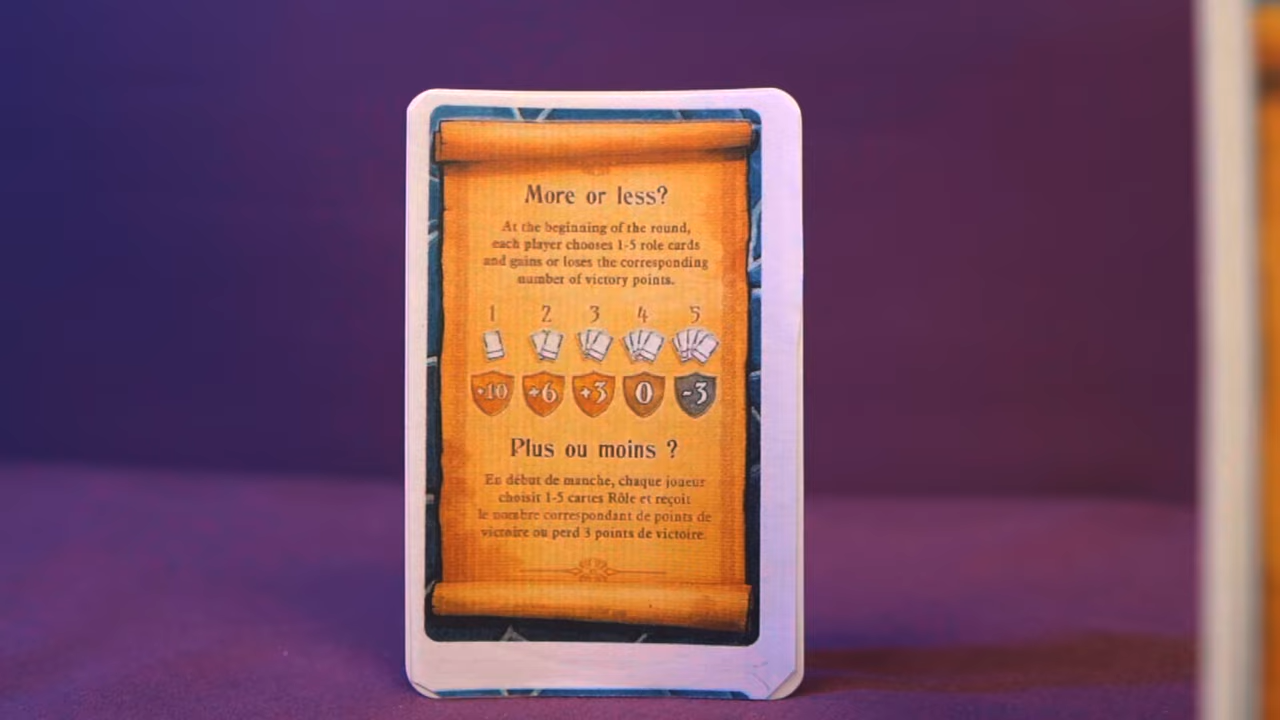 More or less?
At the beginning of the round,
each player chooses 1-5 role cards
and gains or loses the corresponding
number of victory points.
1 2 3 4 5
+10 +6 +3 0 -3
Plus ou moins ?
En début de manche, chaque joueur
choisit 1-5 cartes Rôle et reçoit
le nombre correspondant de points de
victoire ou perd 3 points de victoire.